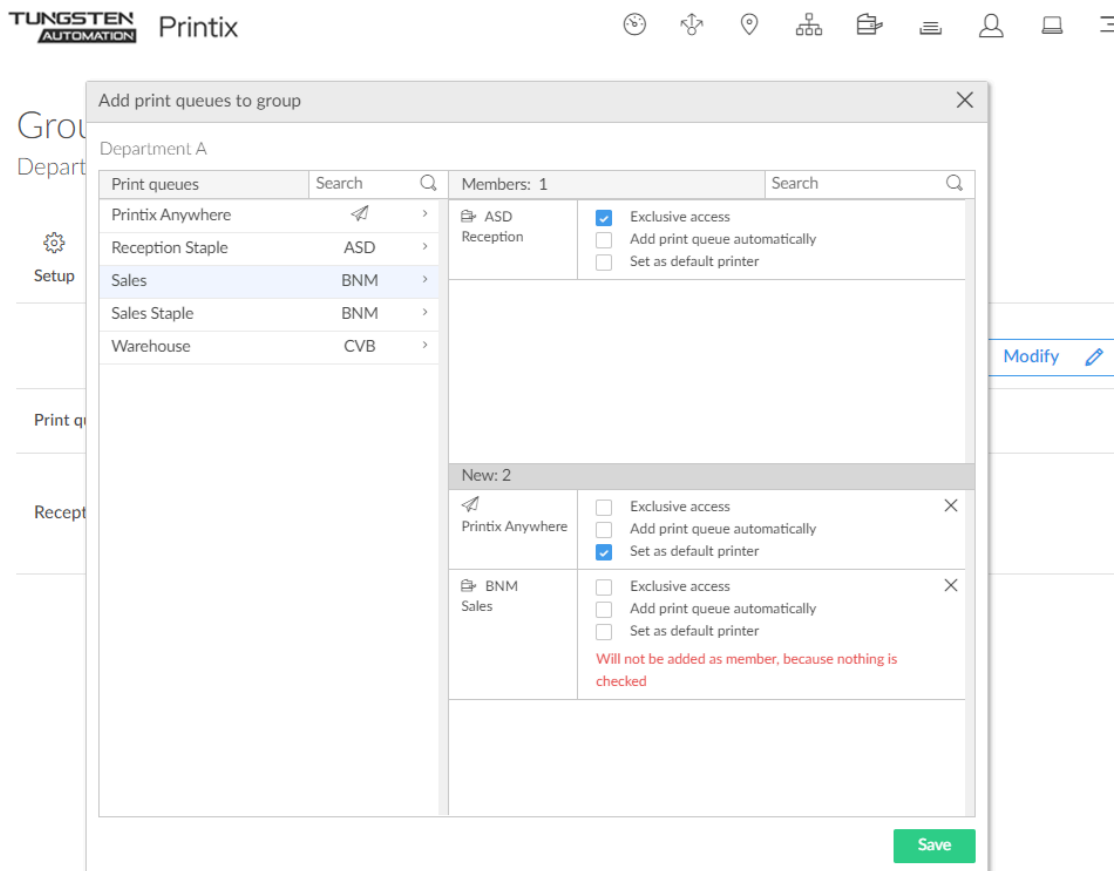 TUNGSTEN
AUTOMATION
Printix
Add print queues to group
Grou
Depart
Department A
Print queues
Search
Members: 1
Search
Printix Anywhere
Reception Staple ASD
Sales BNM
Sales Staple BNM
Warehouse CVB
ASD
Reception
Exclusive access
Add print queue automatically
Set as default printer
Setup
Modify
Print qu
Recept
New: 2
Printix Anywhere
Exclusive access
Add print queue automatically
Set as default printer
BNM
Sales
Exclusive access
Add print queue automatically
Set as default printer
Will not be added as member, because nothing is
checked
Save